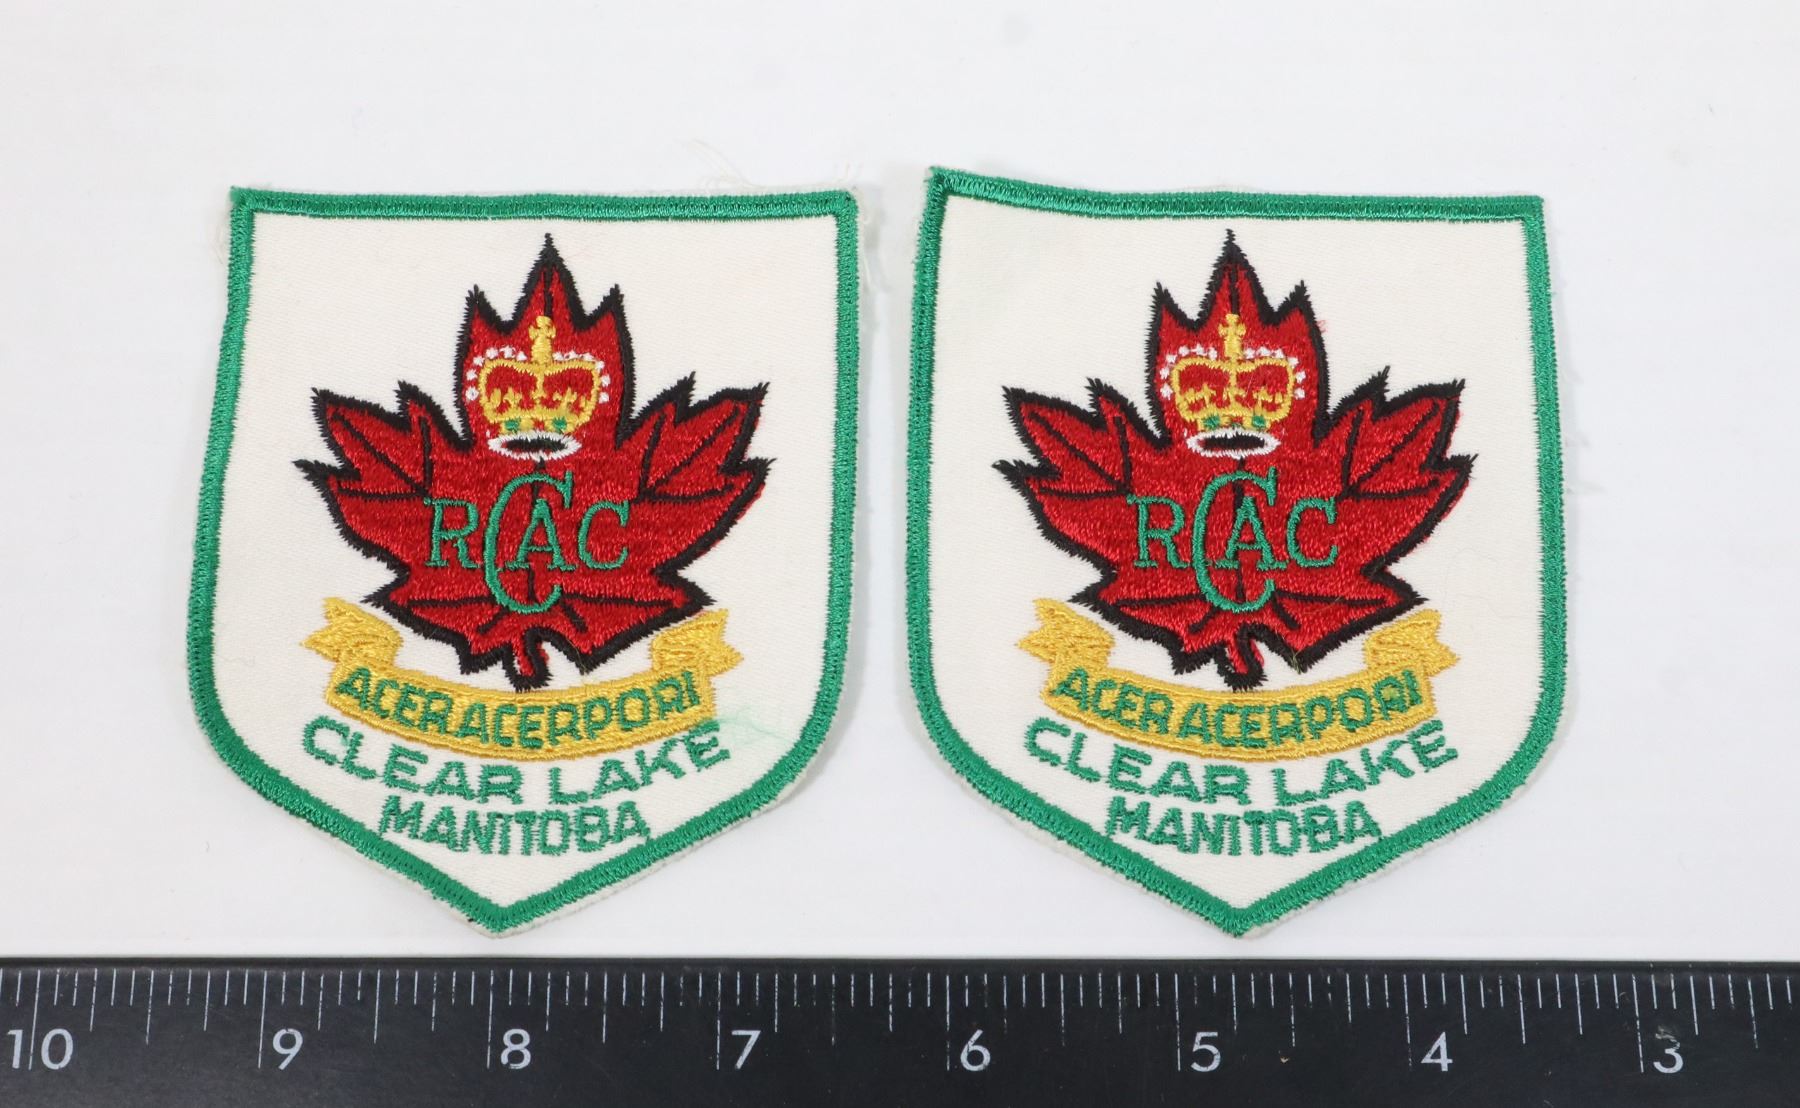 RCAC
C
ACER ACERPORI
CLEAR LAKE
MANITOBA
RCAC
C
ACER ACERPORI
CLEAR LAKE
MANITOBA
10 9 8 7 6 5 4 3